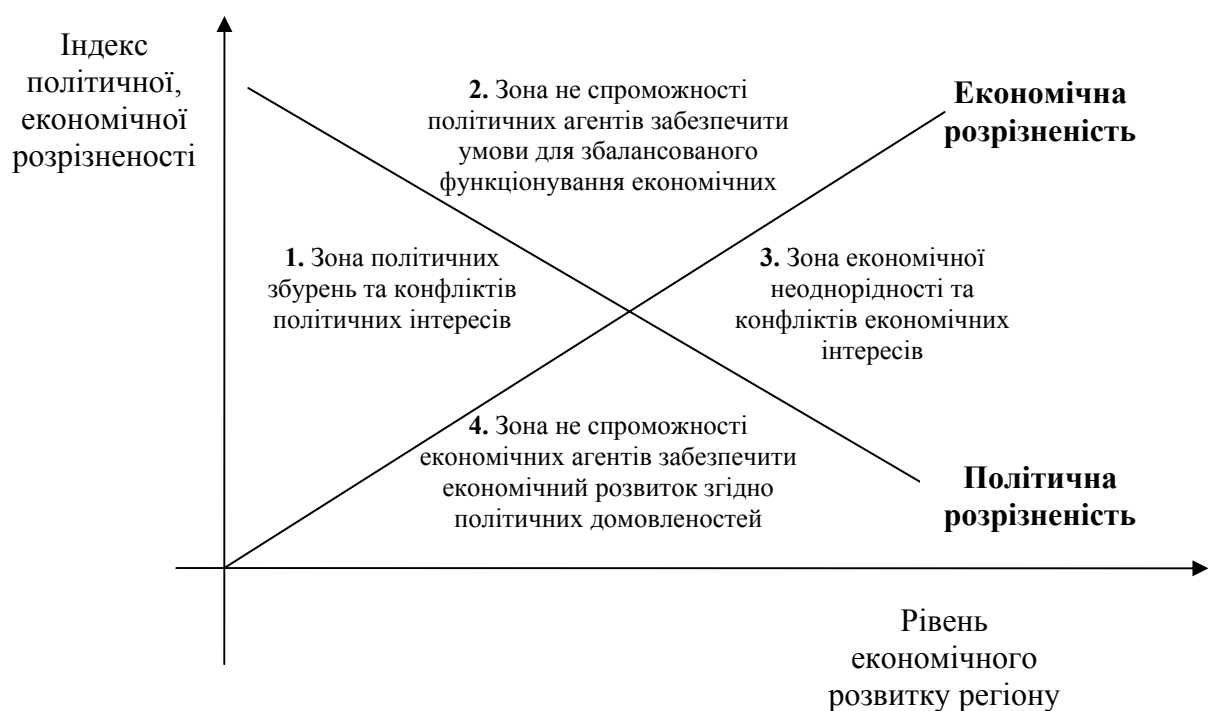 Індекс
політичної,
економічної
розрізненості
2. Зона не спроможності
політичних агентів забезпечити
умови для збалансованого
функціонування економічних
Економічна
розрізненість
1. Зона політичних
збурень та конфліктів
політичних інтересів
3. Зона економічної
неоднорідності та
конфліктів економічних
інтересів
4. Зона не спроможності
економічних агентів забезпечити
економічний розвиток згідно
політичних домовленостей
Політична
розрізненість
Рівень
економічного
розвитку регіону